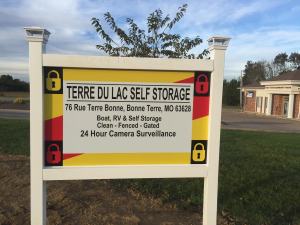 TERRE DU LAC SELF STORAGE
76 Rue Terre Bonne, Bonne Terre, MO 63628
Boat, RV & Self Storage
Clean - Fenced - Gated
24 Hour Camera Surveillance